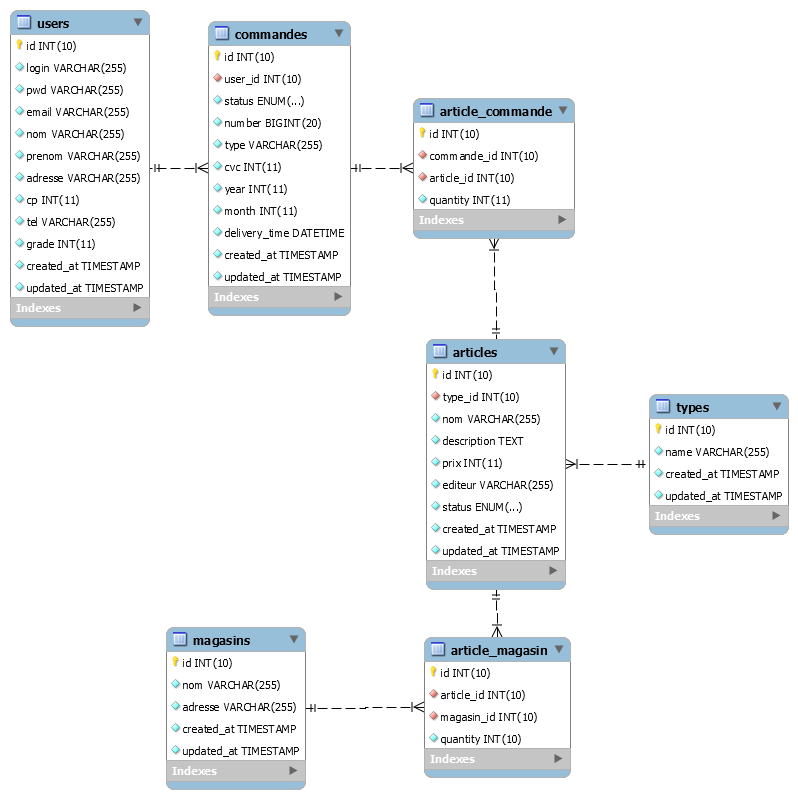 users
id INT(10)
login VARCHAR(255)
pwd VARCHAR(255)
email VARCHAR(255)
nom VARCHAR(255)
prenom VARCHAR(255)
adresse VARCHAR(255)
cp INT(11)
tel VARCHAR(255)
grade INT(11)
created_at TIMESTAMP
updated_at TIMESTAMP
Indexes
commandes
id INT(10)
user_id INT(10)
status ENUM(...)
number BIGINT(20)
type VARCHAR(255)
cvc INT(11)
year INT(11)
month INT(11)
delivery_time DATETIME
created_at TIMESTAMP
updated_at TIMESTAMP
Indexes
article_commande
id INT(10)
commande_id INT(10)
article_id INT(10)
quantity INT(11)
Indexes
articles
id INT(10)
type_id INT(10)
nom VARCHAR(255)
description TEXT
prix INT(11)
editeur VARCHAR(255)
status ENUM(...)
created_at TIMESTAMP
updated_at TIMESTAMP
Indexes
types
id INT(10)
name VARCHAR(255)
created_at TIMESTAMP
updated_at TIMESTAMP
Indexes
magasins
id INT(10)
nom VARCHAR(255)
adresse VARCHAR(255)
created_at TIMESTAMP
updated_at TIMESTAMP
Indexes
article_magasin
id INT(10)
article_id INT(10)
magasin_id INT(10)
quantity INT(10)
Indexes